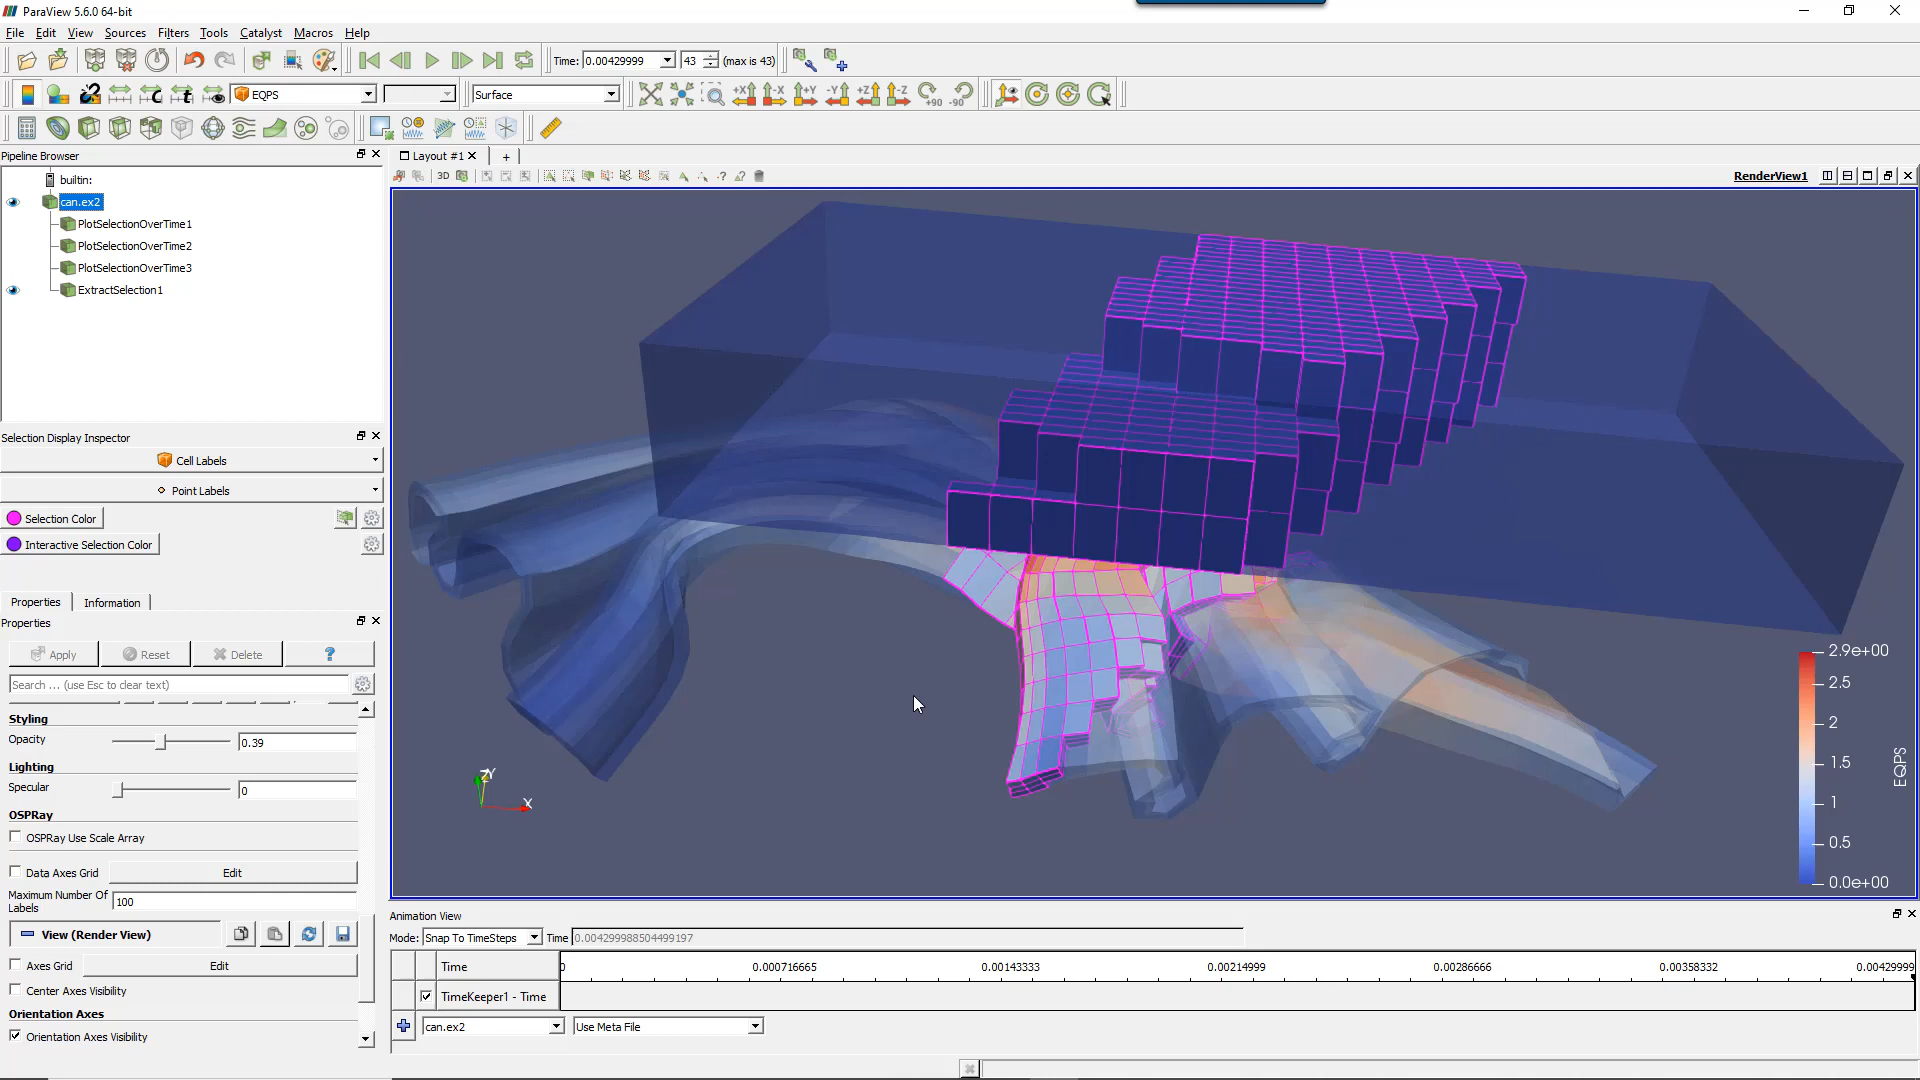 ParaView 5.6.0 64-bit
File Edit View Sources Filters Tools Catalyst Macros Help
Time: 0.00429999 43 (max is 43)
EQPS Surface +X -X +Y -Y +Z -Z +90 -90
Pipeline Browser
Layout #1
builtin:
3D
RenderView1
can.ex2
PlotSelectionOverTime1
PlotSelectionOverTime2
PlotSelectionOverTime3
ExtractSelection1
Selection Display Inspector
Cell Labels
Point Labels
Selection Color
Interactive Selection Color
Properties Information
Properties
Apply Reset Delete ?
Search ... (use Esc to clear text)
Styling
Opacity 0.39
Lighting
Specular 0
OSPRay
OSPRay Use Scale Array
Data Axes Grid Edit
Maximum Number Of Labels 100
View (Render View)
Axes Grid Edit
Center Axes Visibility
Orientation Axes
Orientation Axes Visibility
Z Y
X
2.9e+00
2.5
2
1.5
1
0.5
0.0e+00
EQPS
Animation View
Mode: Snap To TimeSteps Time 0.004299988504499197
Time 0 0.000716665 0.00143333 0.00214999 0.00286666 0.00358332 0.00429999
TimeKeeper1 - Time
can.ex2 Use Meta File